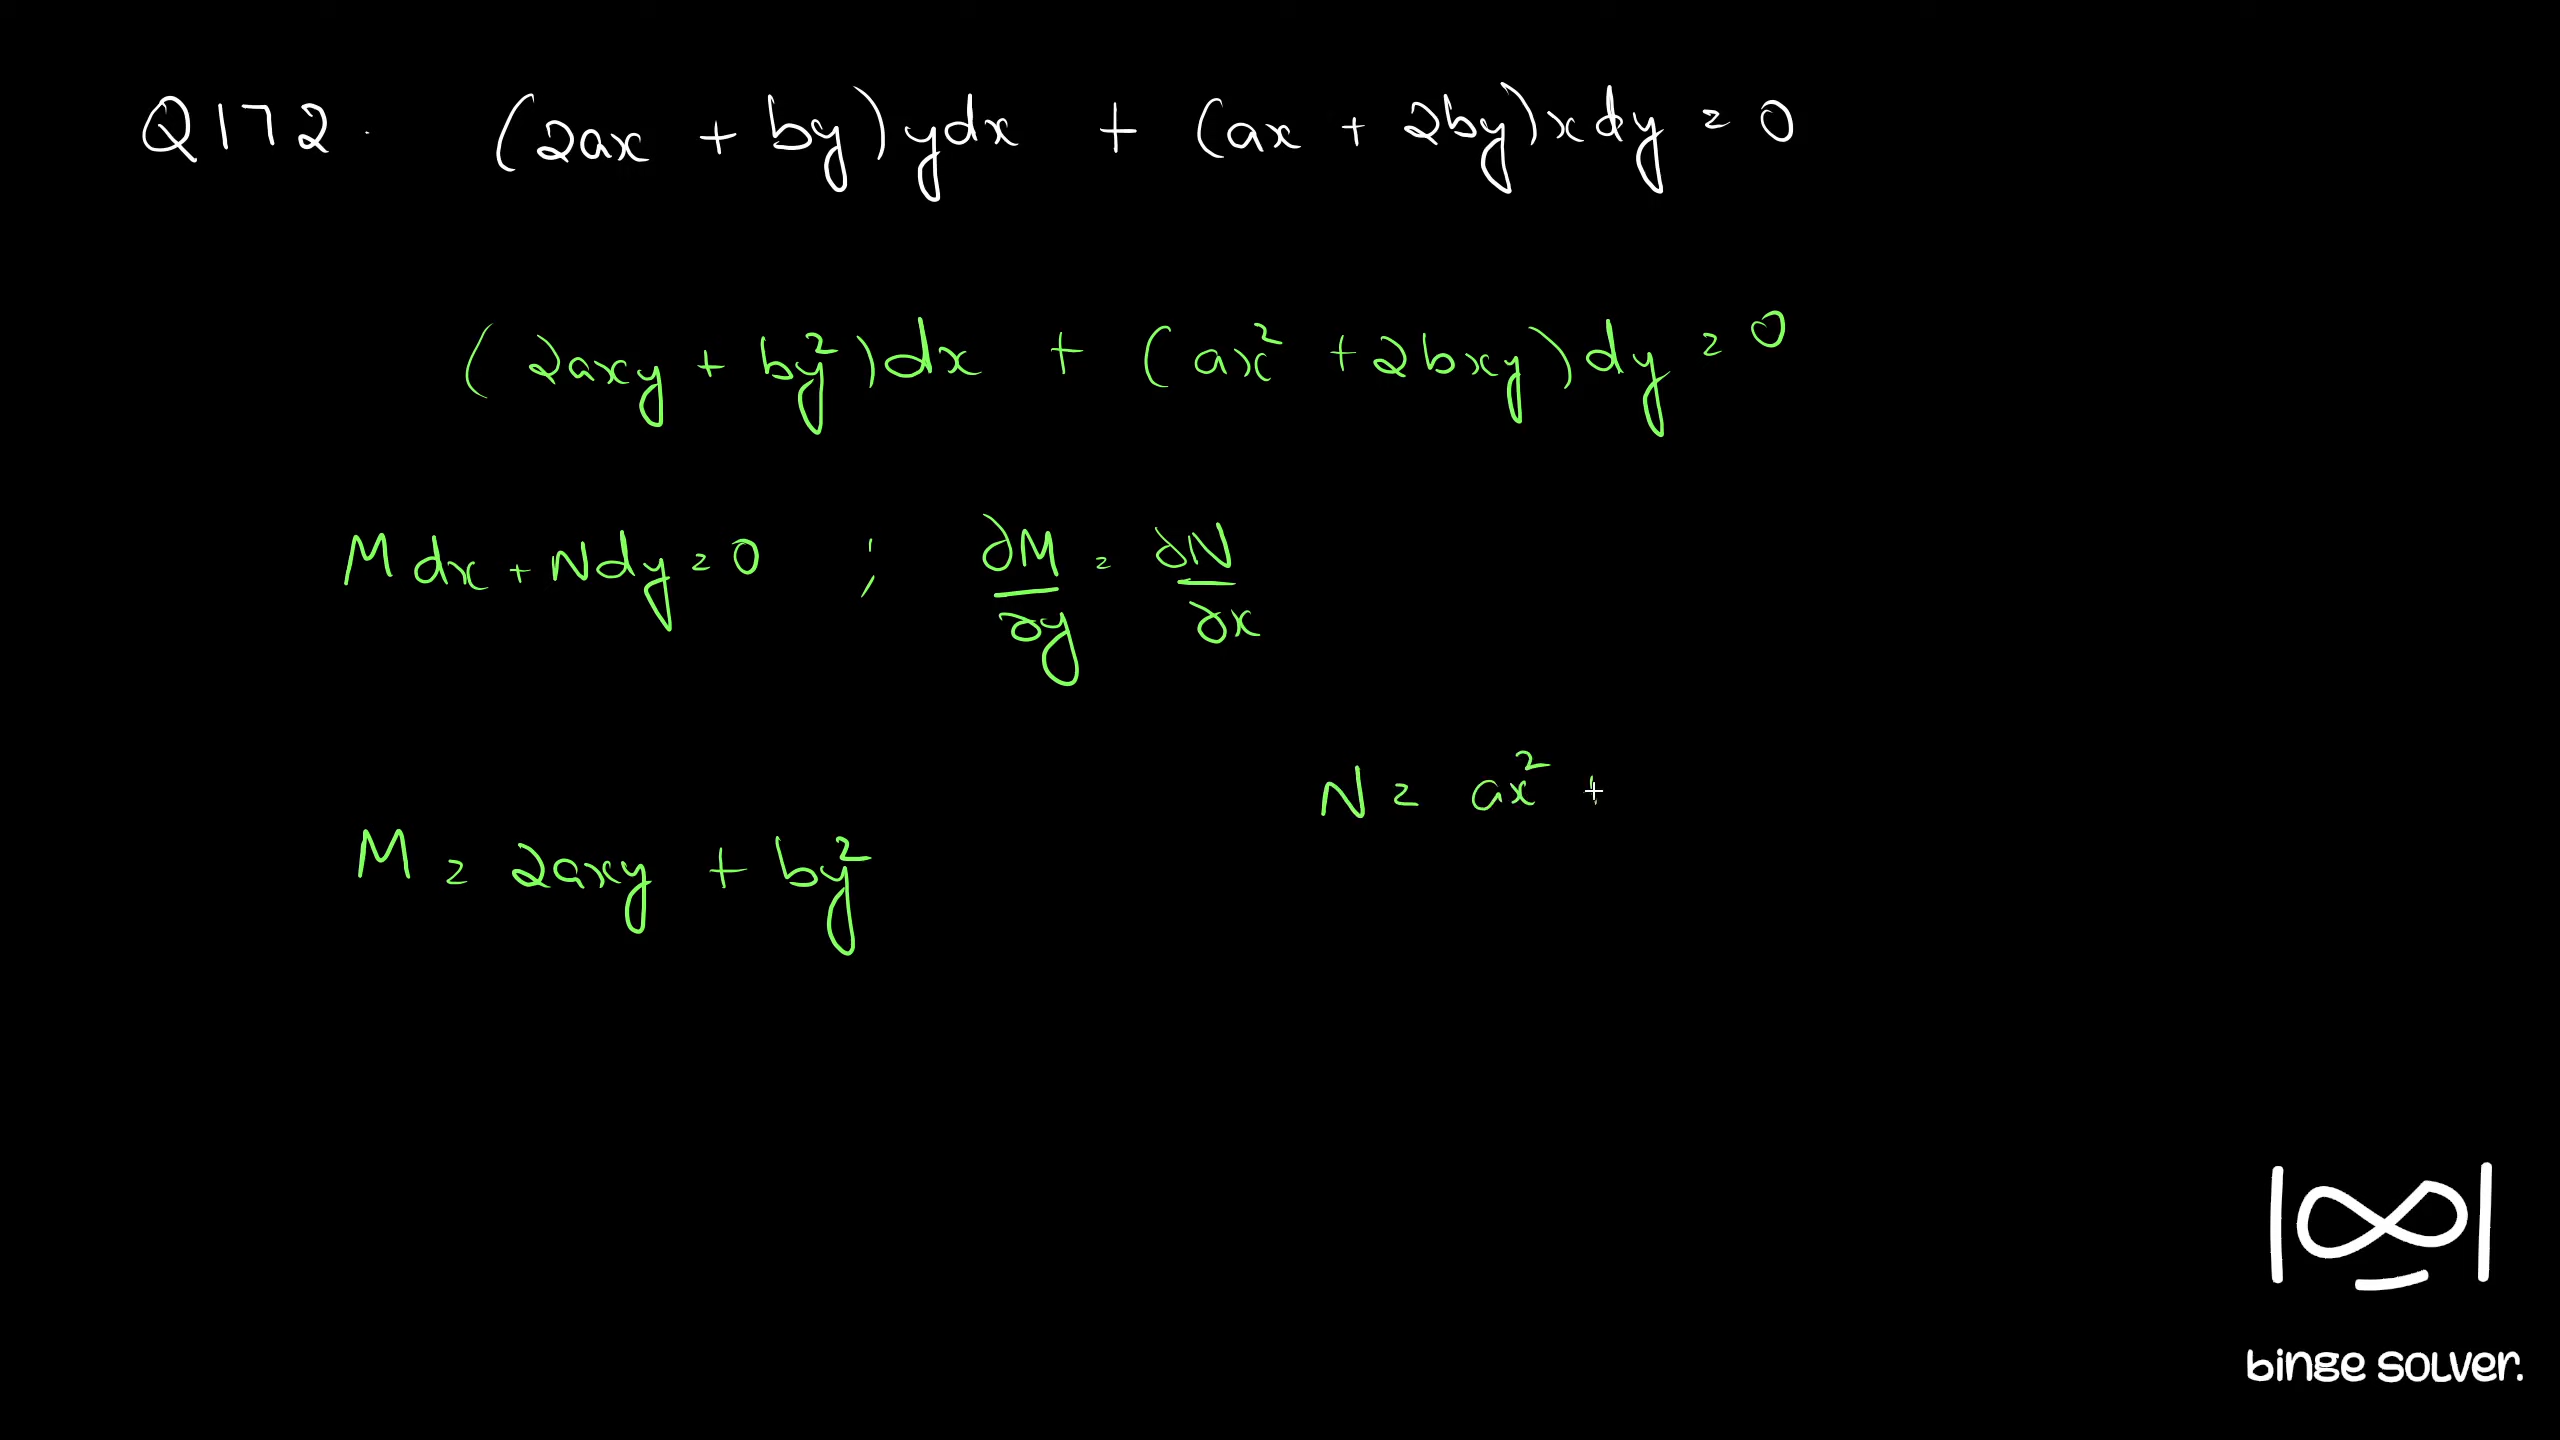 Q172. (2ax + by)ydx + (ax + 2by)xdy = 0
(2axy + by²)dx + (ax² + 2bxy)dy = 0
Mdx + Ndy = 0 ; ∂M/∂y = ∂N/∂x
N = ax² +
M = 2axy + by²
binge solver.